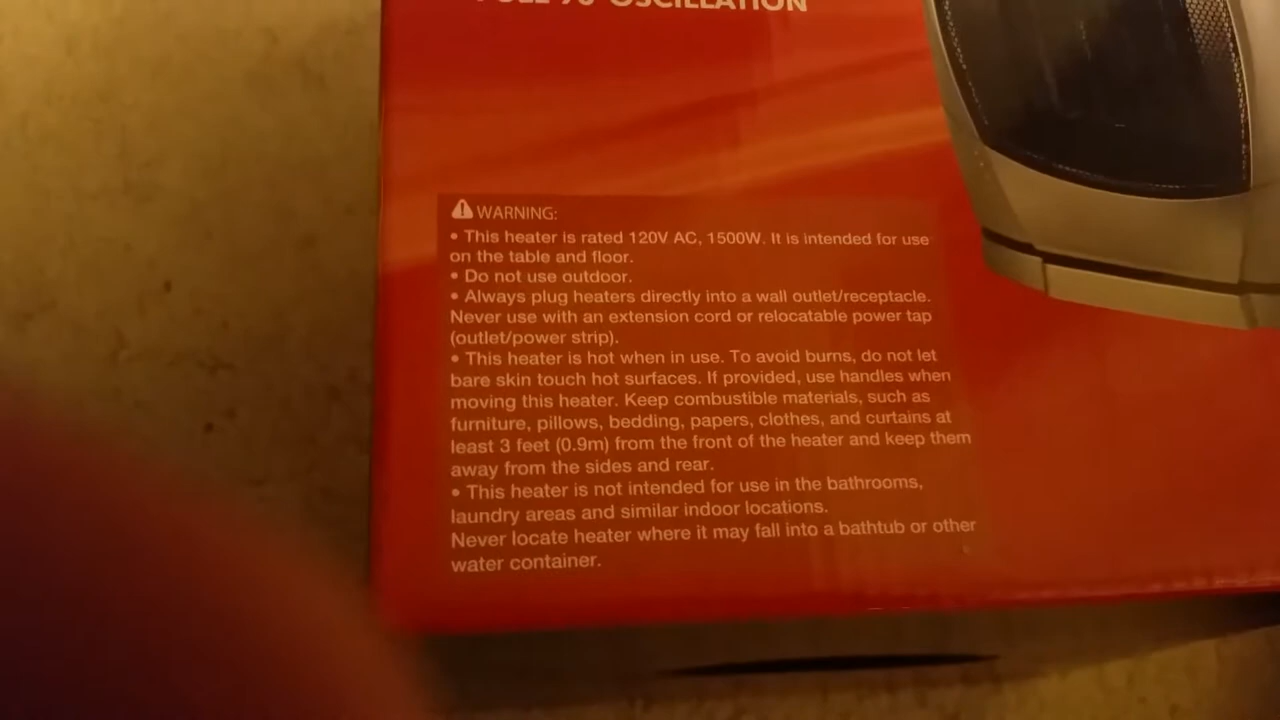 OSCILLATION
WARNING:
• This heater is rated 120V AC, 1500W. It is intended for use
on the table and floor.
• Do not use outdoor.
• Always plug heaters directly into a wall outlet/receptacle.
Never use with an extension cord or relocatable power tap
(outlet/power strip).
• This heater is hot when in use. To avoid burns, do not let
bare skin touch hot surfaces. If provided, use handles when
moving this heater. Keep combustible materials, such as
furniture, pillows, bedding, papers, clothes, and curtains at
least 3 feet (0.9m) from the front of the heater and keep them
away from the sides and rear.
• This heater is not intended for use in the bathrooms,
laundry areas and similar indoor locations.
Never locate heater where it may fall into a bathtub or other
water container.